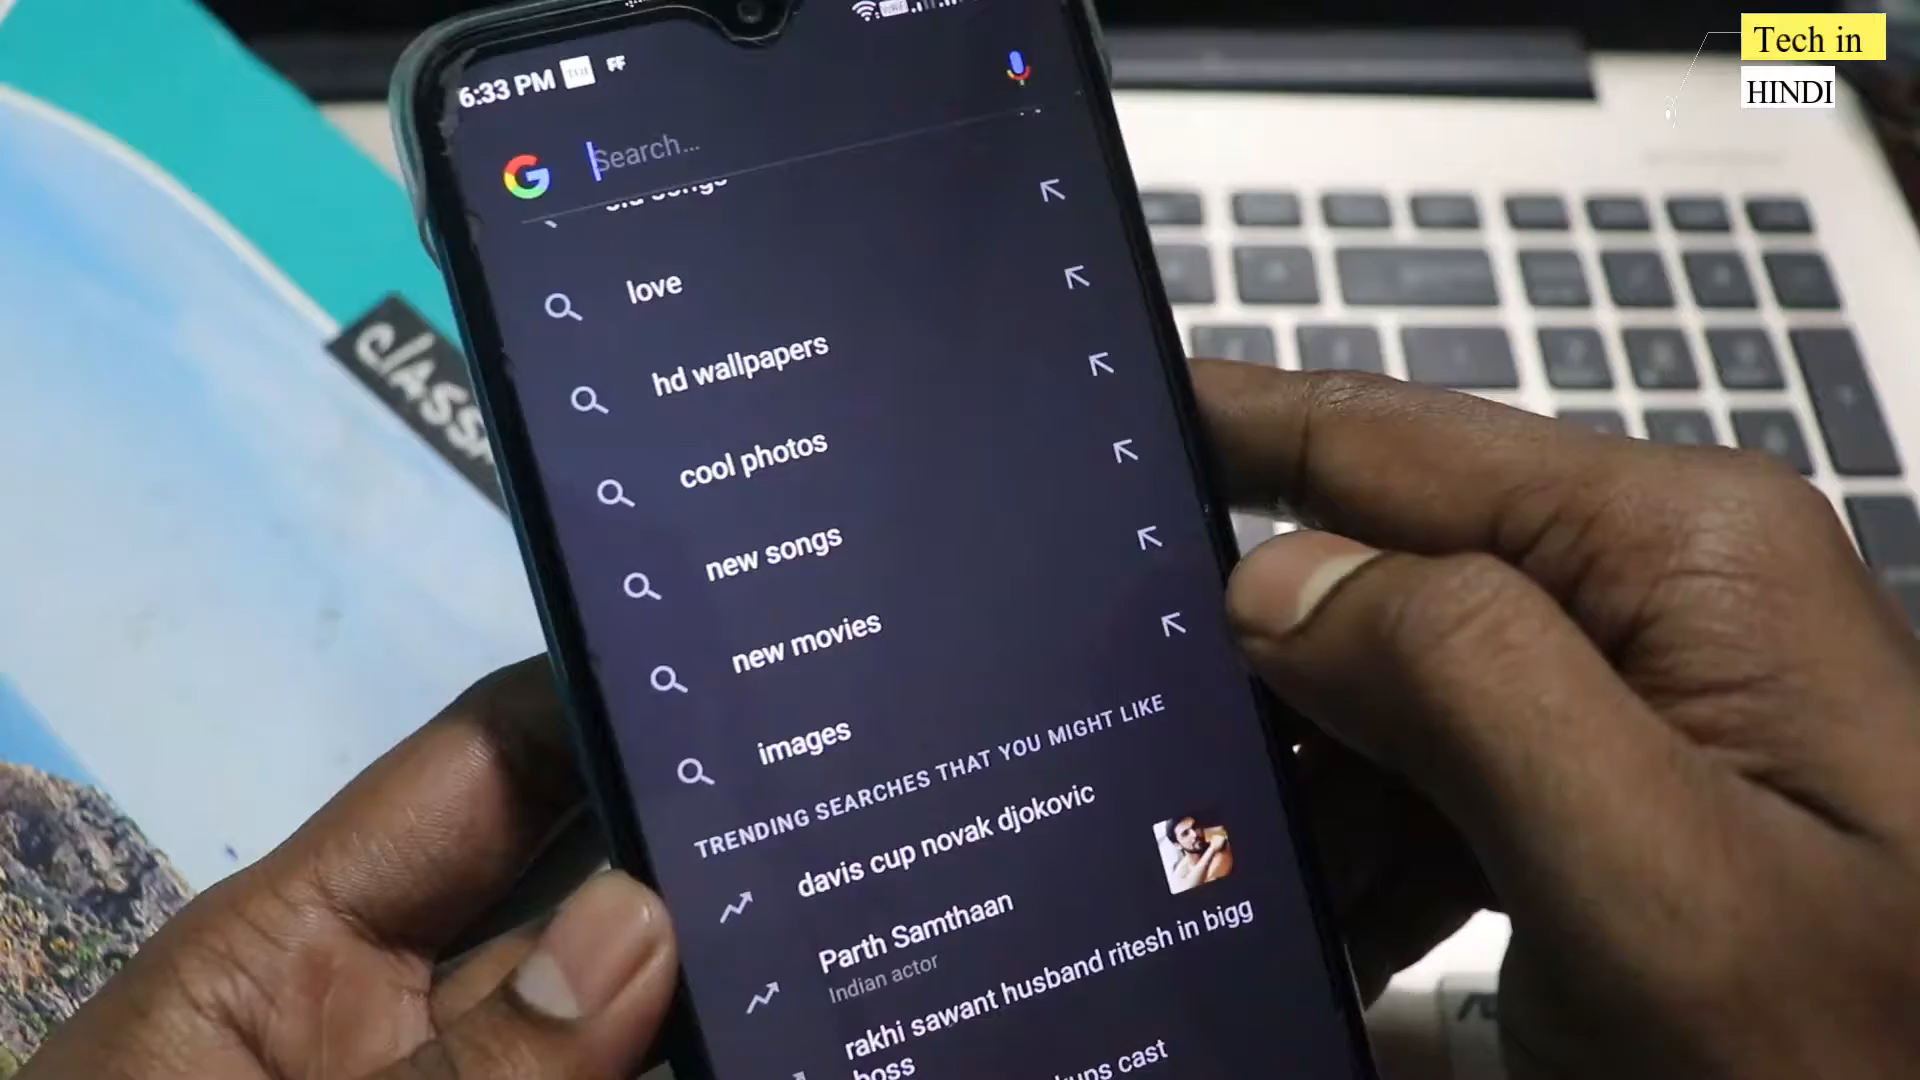 Tech in
HINDI
6:33 PM
Search...
old songs
love
hd wallpapers
cool photos
new songs
new movies
images
TRENDING SEARCHES THAT YOU MIGHT LIKE
davis cup novak djokovic
Parth Samthaan
Indian actor
rakhi sawant husband ritesh in bigg
boss
cast